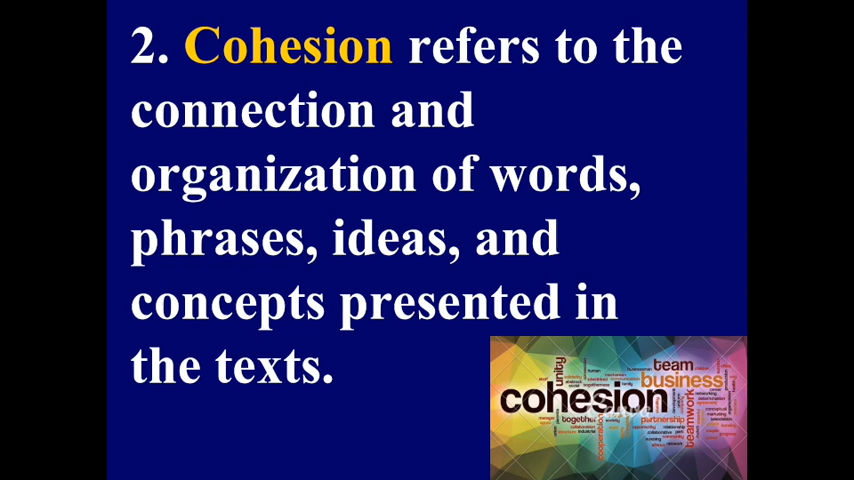 2. Cohesion refers to the
connection and
organization of words,
phrases, ideas, and
concepts presented in
the texts.
team
unity
business
cohesion
together
partnership
teamwork